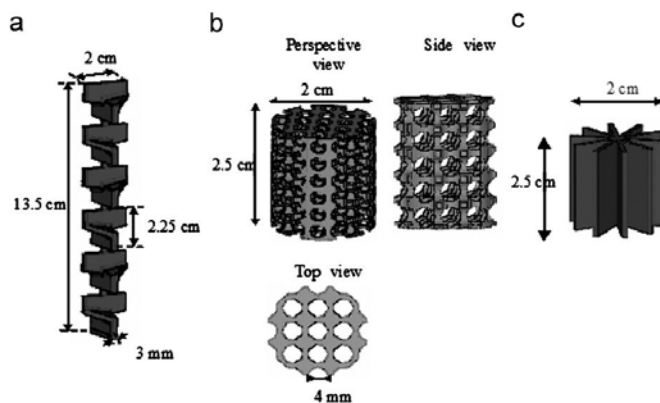 a
2 cm
13.5 cm
2.25 cm
3 mm
b
Perspective
view
2 cm
2.5 cm
Side view
Top view
4 mm
c
2 cm
2.5 cm